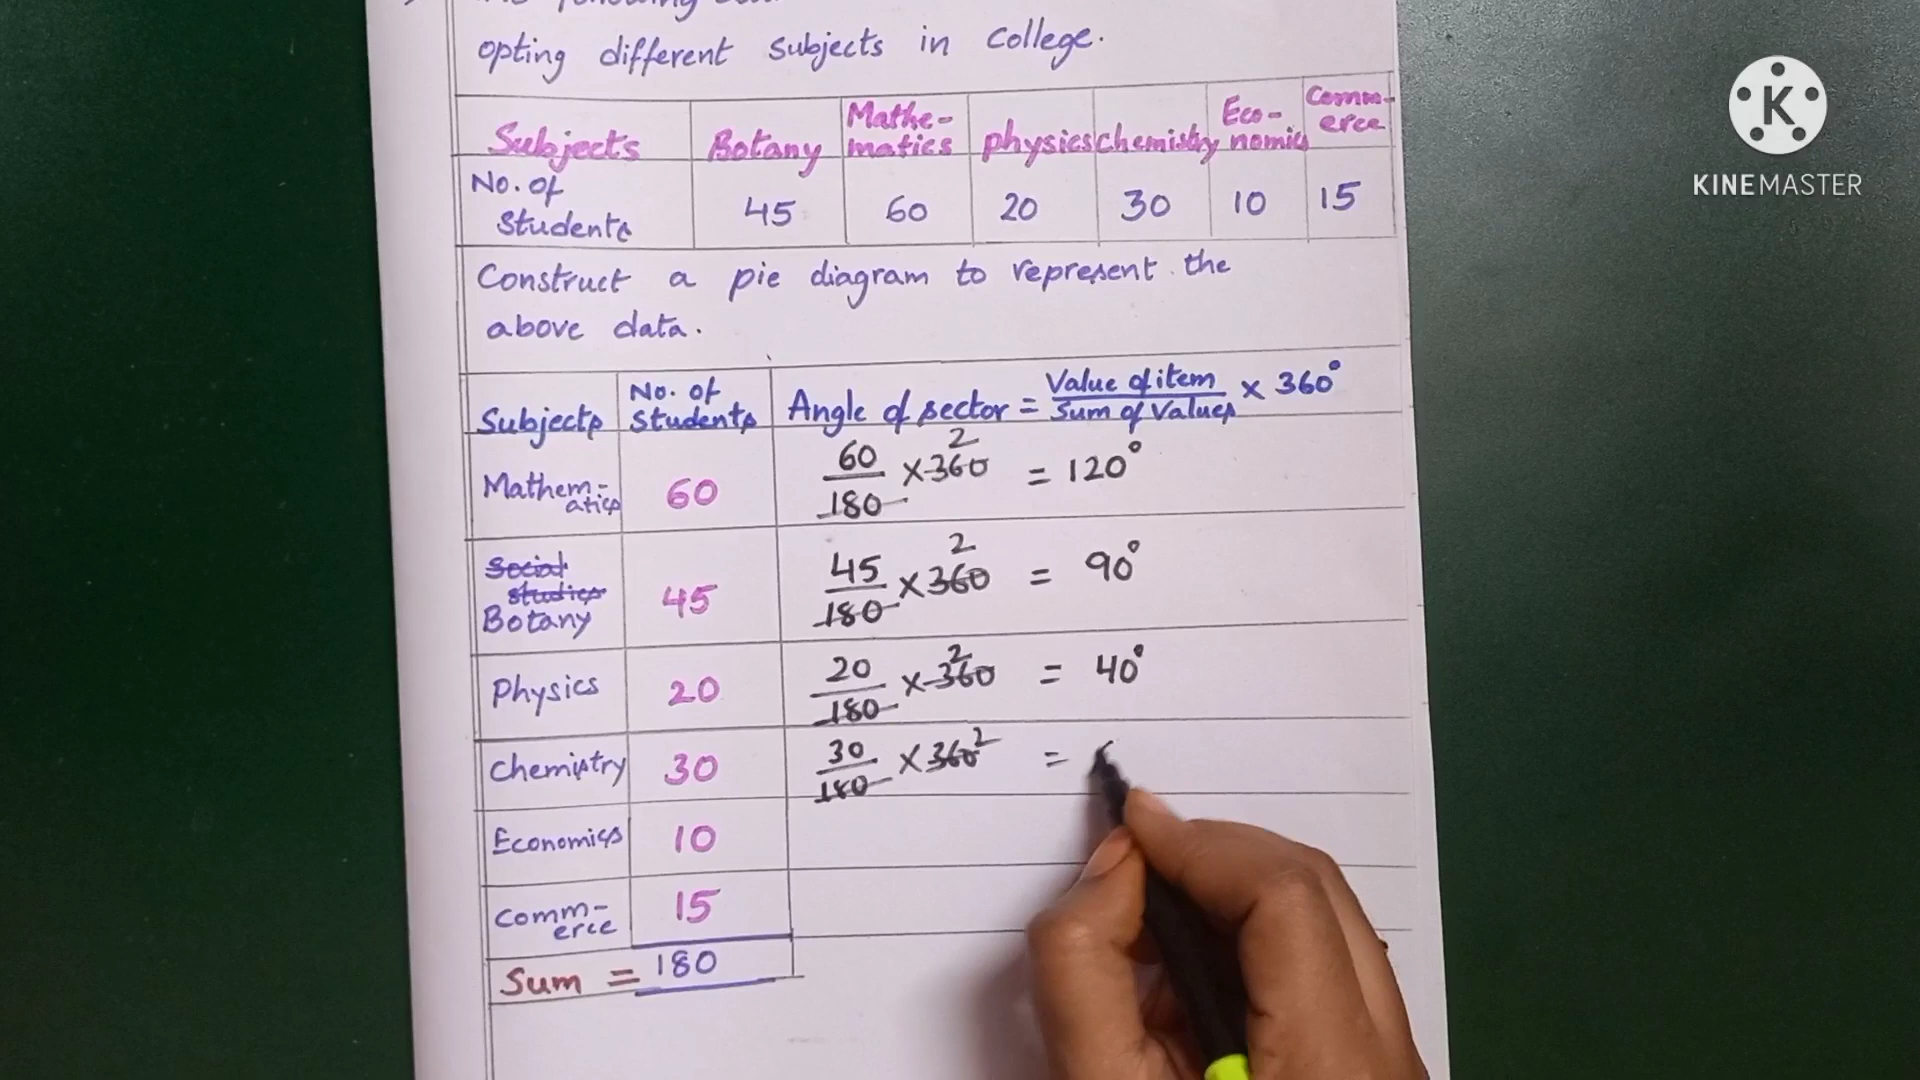 opting different subjects in college.
Subjects Botany Mathe-matics physics chemistry Eco-nomics Comm-erce
No. of Students 45 60 20 30 10 15
Construct a pie diagram to represent the
above data.
Subjects No. of Students Angle of sector = Value of item / Sum of Values × 360°
Mathem-atics 60 60/180 × 360 2 = 120°
Social studies Botany 45 45/180 × 360 2 = 90°
Physics 20 20/180 × 360 2 = 40°
Chemistry 30 30/180 × 360 2 =
Economics 10
Comm-erce 15
Sum = 180
K
KINEMASTER